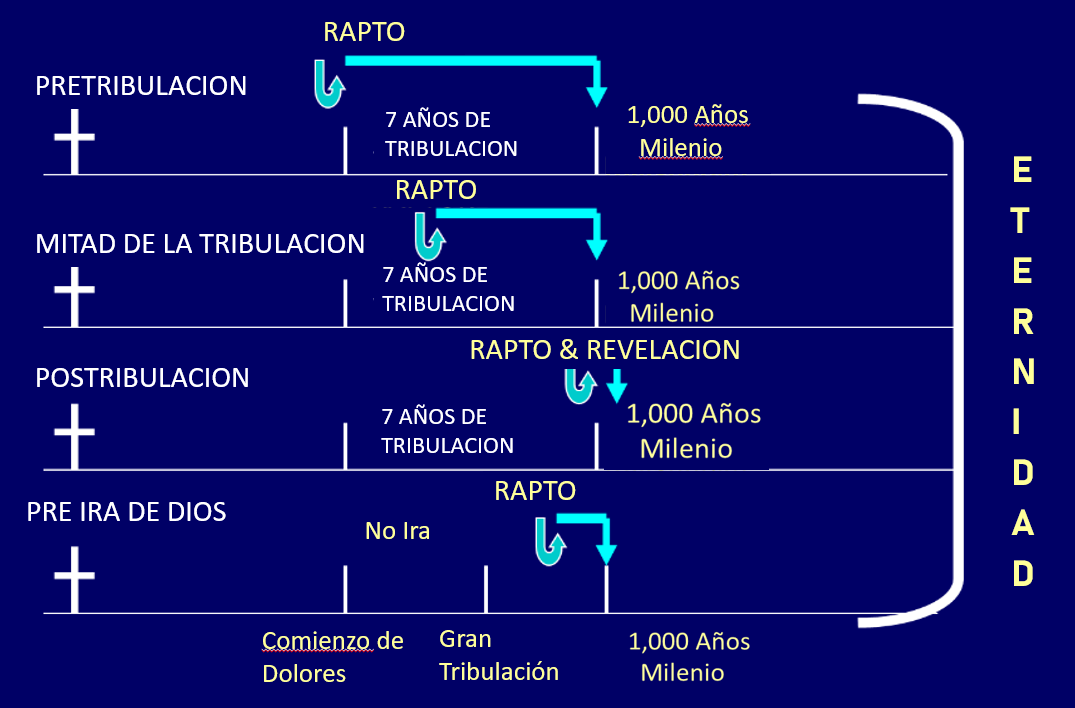 RAPTO
PRETRIBULACION
7 AÑOS DE
TRIBULACION
1,000 Años
Milenio
RAPTO
MITAD DE LA TRIBULACION
7 AÑOS DE
TRIBULACION
1,000 Años
Milenio
RAPTO & REVELACION
POSTRIBULACION
7 AÑOS DE
TRIBULACION
1,000 Años
Milenio
RAPTO
PRE IRA DE DIOS
No Ira
Comienzo de
Dolores
Gran
Tribulación
1,000 Años
Milenio
ETERNIDAD